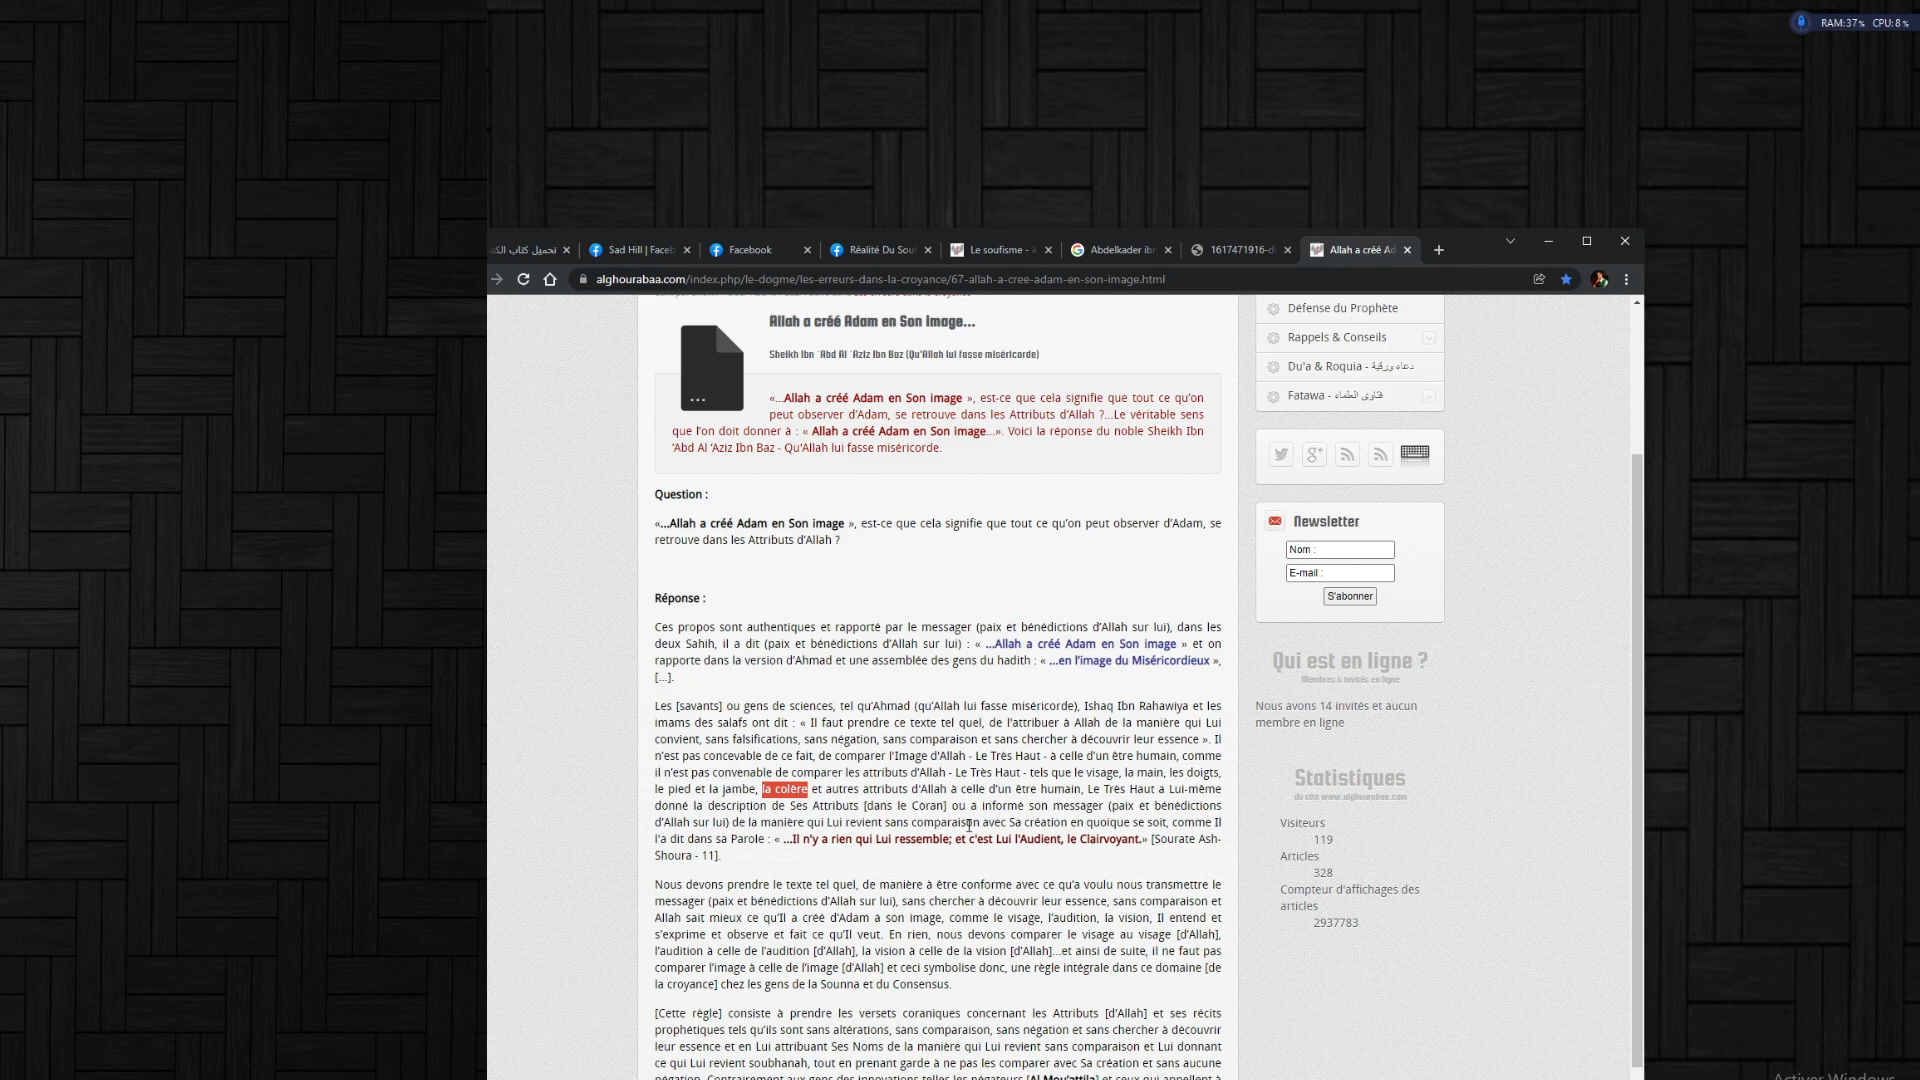 RAM:37% CPU:8%
تحميل كتاب الكذ
Sad Hill | Faceb
Facebook
Réalité Du Sou
Le soufisme -
Abdelkader ibn
1617471916-d
Allah a créé Ad
alghourabaa.com/index.php/le-dogme/les-erreurs-dans-la-croyance/67-allah-a-cree-adam-en-son-image.html
Allah a créé Adam en Son image...
Sheikh Ibn ʿAbd Al ʿAziz Ibn Baz (Qu'Allah lui fasse miséricorde)
«...Allah a créé Adam en Son image », est-ce que cela signifie que tout ce qu’on
peut observer d’Adam, se retrouve dans les Attributs d’Allah ?...Le véritable sens
que l’on doit donner à : « Allah a créé Adam en Son image...». Voici la réponse du noble Sheikh Ibn
‘Abd Al ‘Aziz Ibn Baz - Qu'Allah lui fasse miséricorde.
Question :
«...Allah a créé Adam en Son image », est-ce que cela signifie que tout ce qu’on peut observer d’Adam, se
retrouve dans les Attributs d’Allah ?
Réponse :
Ces propos sont authentiques et rapporté par le messager (paix et bénédictions d’Allah sur lui), dans les
deux Sahih, il a dit (paix et bénédictions d’Allah sur lui) : « ...Allah a créé Adam en Son image » et on
rapporte dans la version d’Ahmad et une assemblée des gens du hadith : « ...en l’image du Miséricordieux »,
[...].
Les [savants] ou gens de sciences, tel qu’Ahmad (qu’Allah lui fasse miséricorde), Ishaq Ibn Rahawiya et les
imams des salafs ont dit : « Il faut prendre ce texte tel quel, de l'attribuer à Allah de la manière qui Lui
convient, sans falsifications, sans négation, sans comparaison et sans chercher à découvrir leur essence ». Il
n’est pas concevable de ce fait, de comparer l'Image d'Allah - Le Très Haut - à celle d’un être humain, comme
il n’est pas convenable de comparer les attributs d’Allah - Le Très Haut - tels que le visage, la main, les doigts,
le pied et la jambe, la colère et autres attributs d'Allah à celle d’un être humain, Le Très Haut a Lui-même
donné la description de Ses Attributs [dans le Coran] ou a informé son messager (paix et bénédictions
d’Allah sur lui) de la manière qui Lui revient sans comparaison avec Sa création en quoique se soit, comme Il
l'a dit dans sa Parole : « ...Il n'y a rien qui Lui ressemble; et c'est Lui l'Audient, le Clairvoyant.» [Sourate Ash-
Shoura - 11].
Nous devons prendre le texte tel quel, de manière à être conforme avec ce qu’a voulu nous transmettre le
messager (paix et bénédictions d’Allah sur lui), sans chercher à découvrir leur essence, sans comparaison et
Allah sait mieux ce qu’Il a créé d’Adam a son image, comme le visage, l’audition, la vision, Il entend et
s’exprime et observe et fait ce qu’Il veut. En rien, nous devons comparer le visage au visage [d’Allah],
l’audition à celle de l’audition [d’Allah], la vision à celle de la vision [d’Allah]...et ainsi de suite, il ne faut pas
comparer l’image à celle de l’image [d’Allah] et ceci symbolise donc, une règle intégrale dans ce domaine [de
la croyance] chez les gens de la Sounna et du Consensus.
[Cette règle] consiste à prendre les versets coraniques concernant les Attributs [d’Allah] et ses récits
prophétiques tels qu’ils sont sans altérations, sans comparaison, sans négation et sans chercher à découvrir
leur essence et en Lui attribuant Ses Noms de la manière qui Lui revient sans comparaison et Lui donnant
ce qui Lui revient soubhanah, tout en prenant garde à ne pas les comparer avec Sa création et sans aucune
négation. Contrairement aux gens des innovations telles les négateurs [Al Mou’attila] et ceux qui appellent à
Défense du Prophète
Rappels & Conseils
Du'a & Roquia - دعاء ورقية
Fatawa - فتاوى العلماء
Newsletter
Nom :
E-mail :
S'abonner
Qui est en ligne ?
Membres & invités en ligne
Nous avons 14 invités et aucun
membre en ligne
Statistiques
du site www.alghourabaa.com
Visiteurs
119
Articles
328
Compteur d'affichages des
articles
2937783
Activer Windows